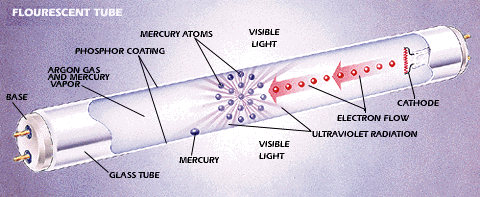 FLOURESCENT TUBE
MERCURY ATOMS
VISIBLE
LIGHT
PHOSPHOR COATING
ARGON GAS
AND MERCURY
VAPOR
BASE
CATHODE
ELECTRON FLOW
ULTRAVIOLET RADIATION
VISIBLE
LIGHT
MERCURY
GLASS TUBE